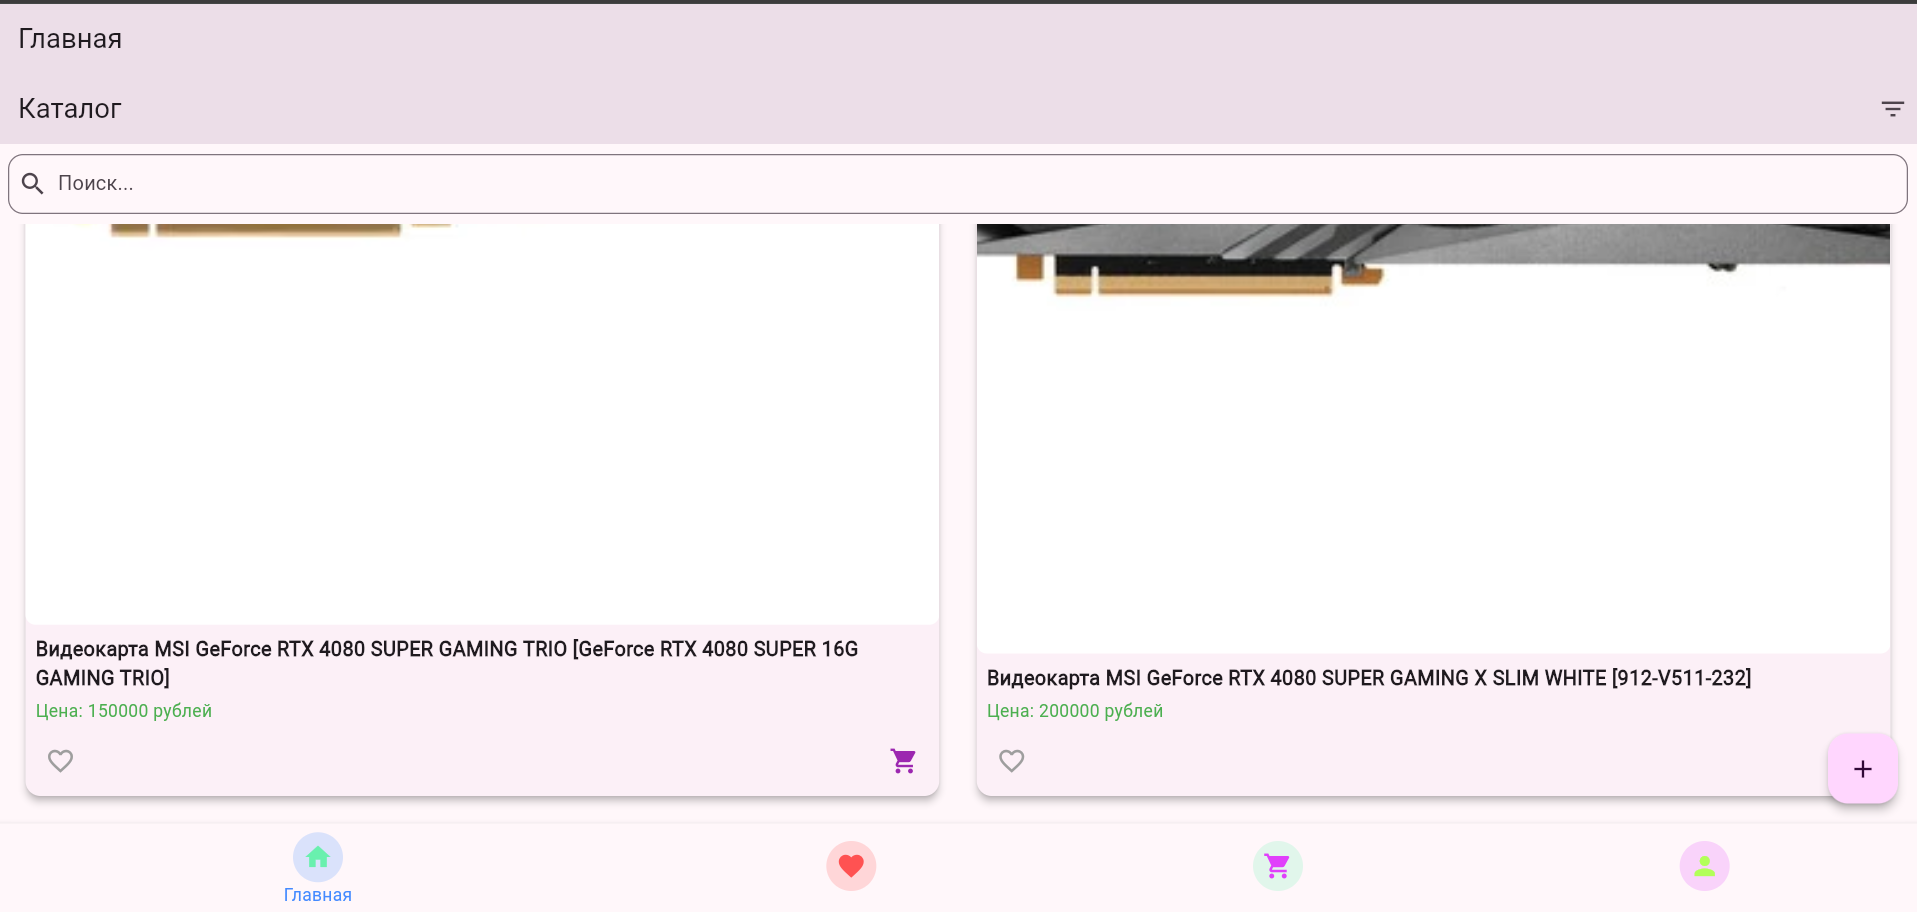 Главная
Каталог
Поиск...
Видеокарта MSI GeForce RTX 4080 SUPER GAMING TRIO [GeForce RTX 4080 SUPER 16G
GAMING TRIO]
Цена: 150000 рублей
Видеокарта MSI GeForce RTX 4080 SUPER GAMING X SLIM WHITE [912-V511-232]
Цена: 200000 рублей
Главная